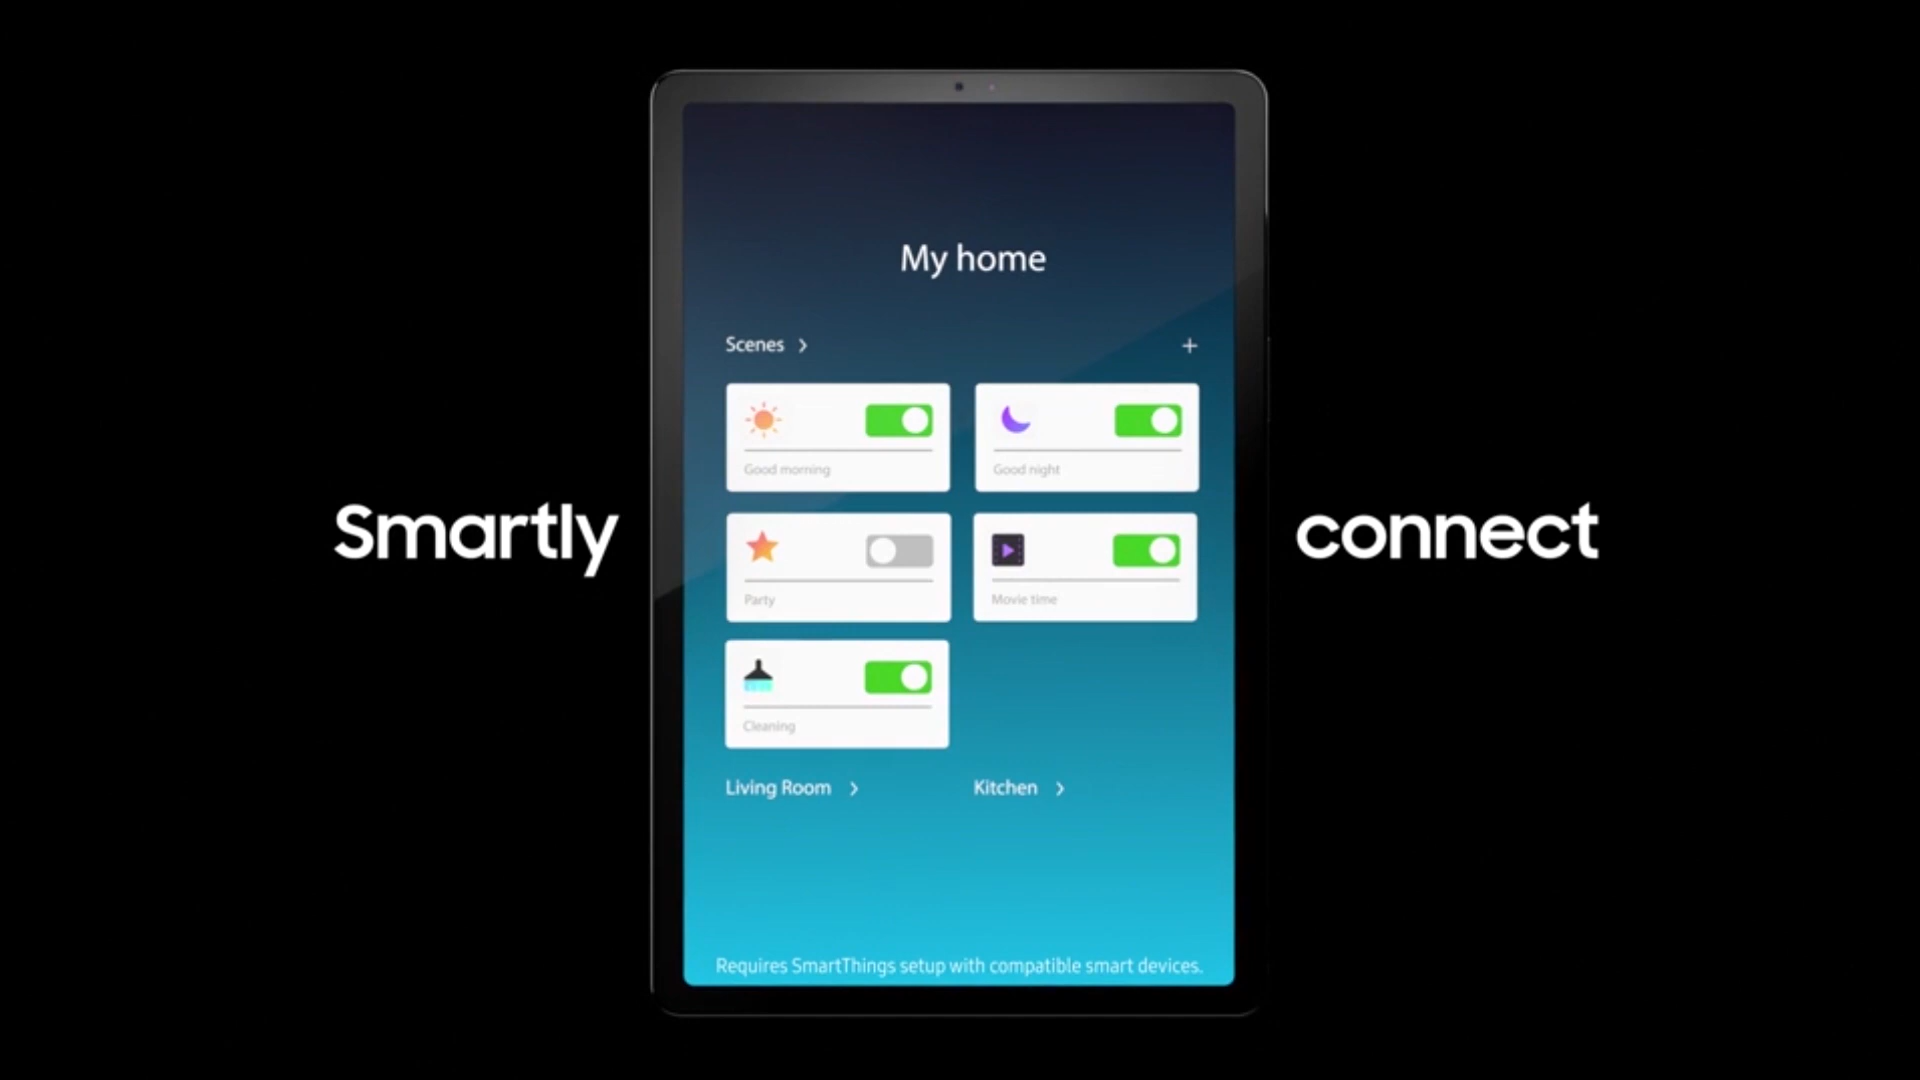 My home
Scenes
Good morning
Good night
Smartly
connect
Party
Movie time
Cleaning
Living Room
Kitchen
Requires SmartThings setup with compatible smart devices.